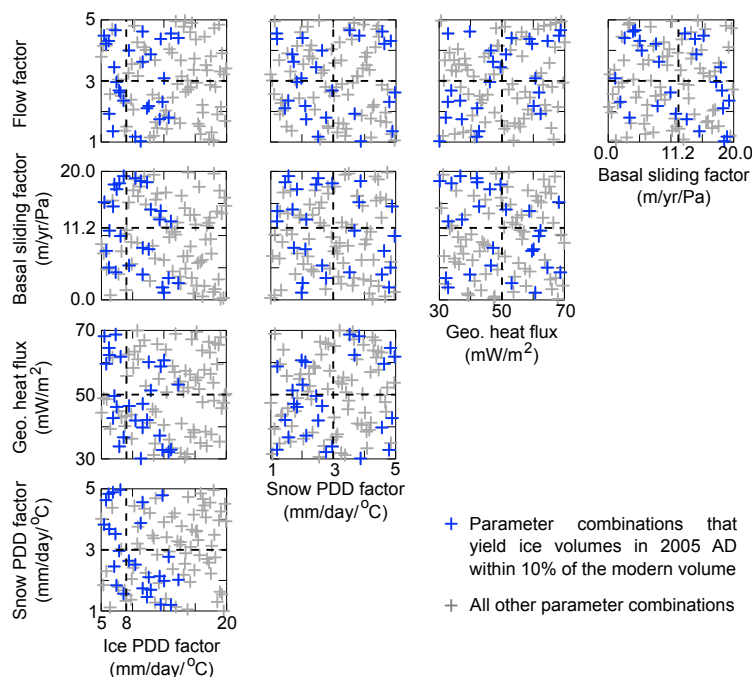 5
3
1
Flow factor
0.0
11.2
20.0
Basal sliding factor
(m/yr/Pa)
20.0
11.2
0.0
Basal sliding factor
(m/yr/Pa)
30
50
70
Geo. heat flux
(mW/m2)
70
50
30
Geo. heat flux
(mW/m2)
1
3
5
Snow PDD factor
(mm/day/oC)
5
3
1
Snow PDD factor
(mm/day/oC)
5
8
20
Ice PDD factor
(mm/day/oC)
Parameter combinations that
yield ice volumes in 2005 AD
within 10% of the modern volume
All other parameter combinations